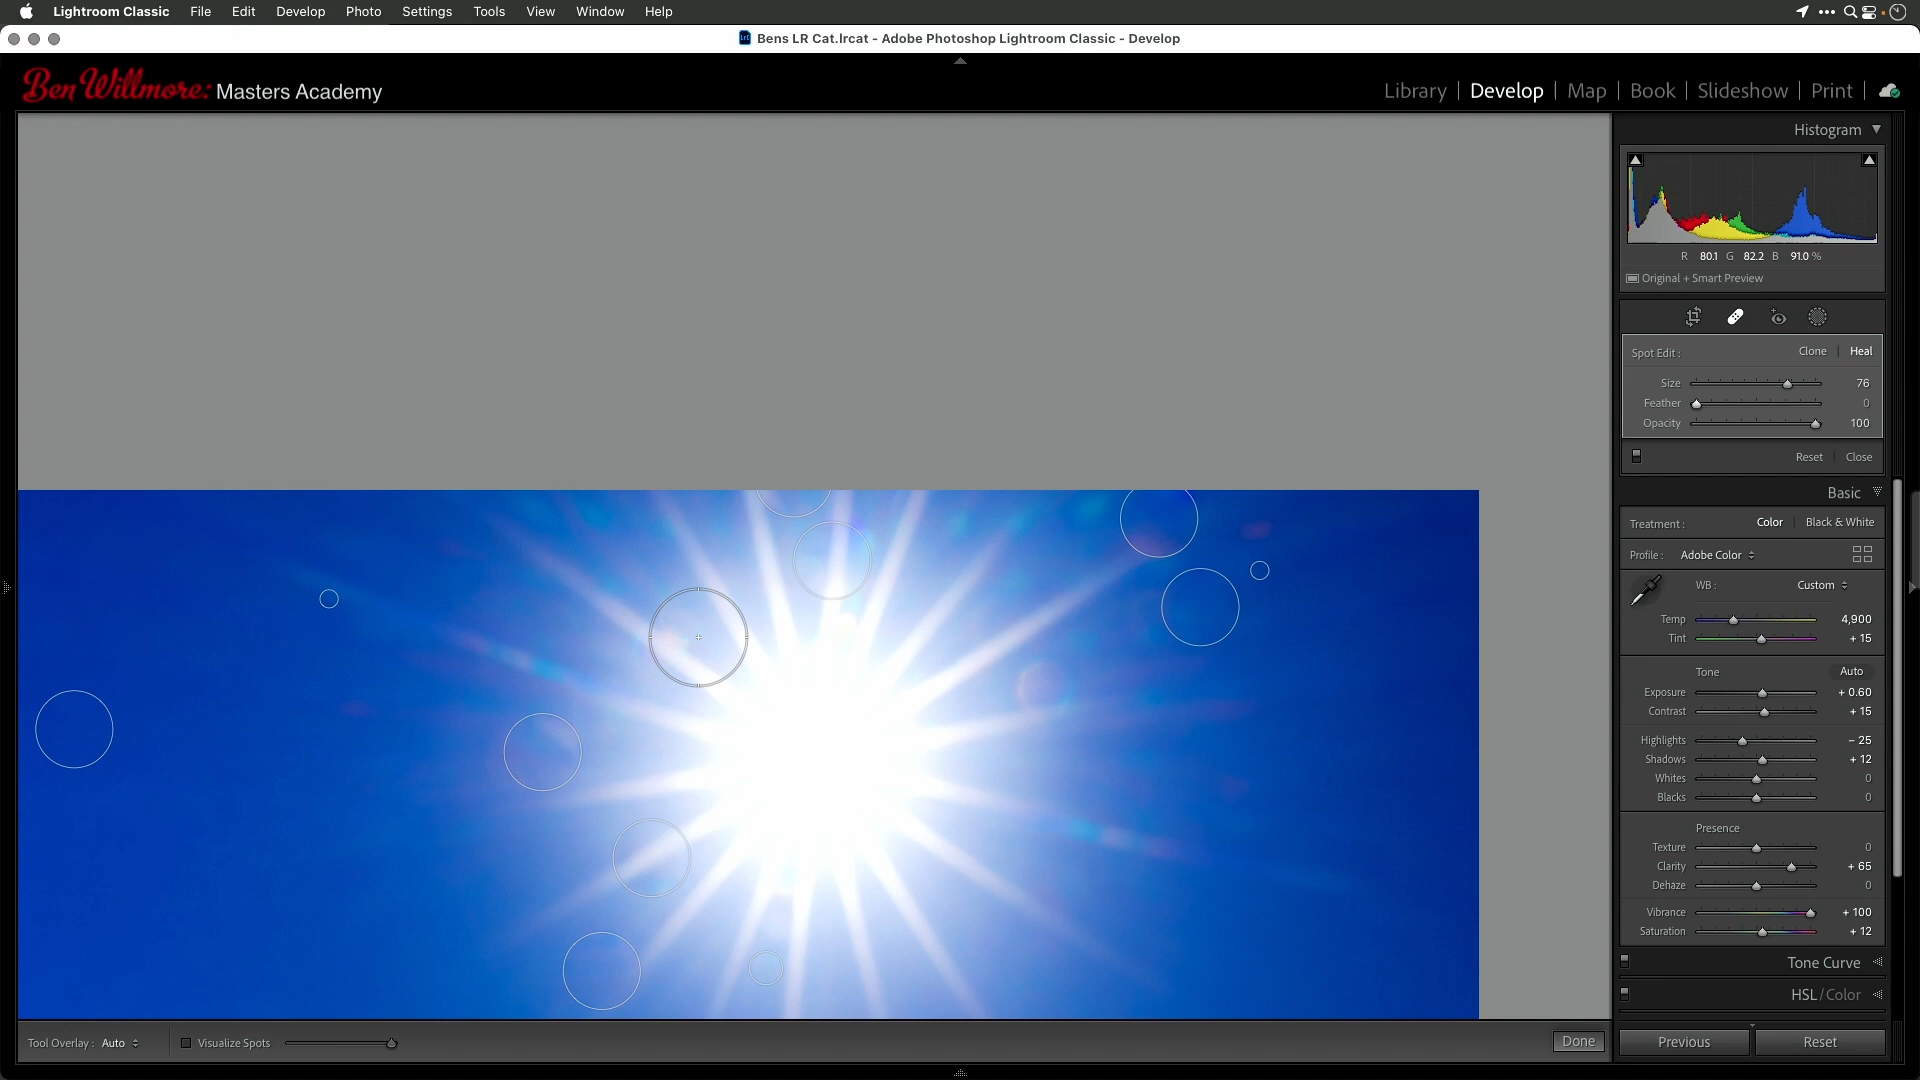 Lightroom Classic File Edit Develop Photo Settings Tools View Window Help
Bens LR Cat.lrcat - Adobe Photoshop Lightroom Classic - Develop
Ben Willmore: Masters Academy
Library | Develop | Map | Book | Slideshow | Print |
Histogram
R 80.1 G 82.2 B 91.0 %
Original + Smart Preview
Spot Edit : Clone | Heal
Size 76
Feather 0
Opacity 100
Reset | Close
Basic
Treatment : Color | Black & White
Profile : Adobe Color
WB : Custom
Temp 4,900
Tint + 15
Tone Auto
Exposure + 0.60
Contrast + 15
Highlights – 25
Shadows + 12
Whites 0
Blacks 0
Presence
Texture 0
Clarity + 65
Dehaze 0
Vibrance + 100
Saturation + 12
Tone Curve
HSL / Color
Tool Overlay : Auto Visualize Spots Done Previous Reset